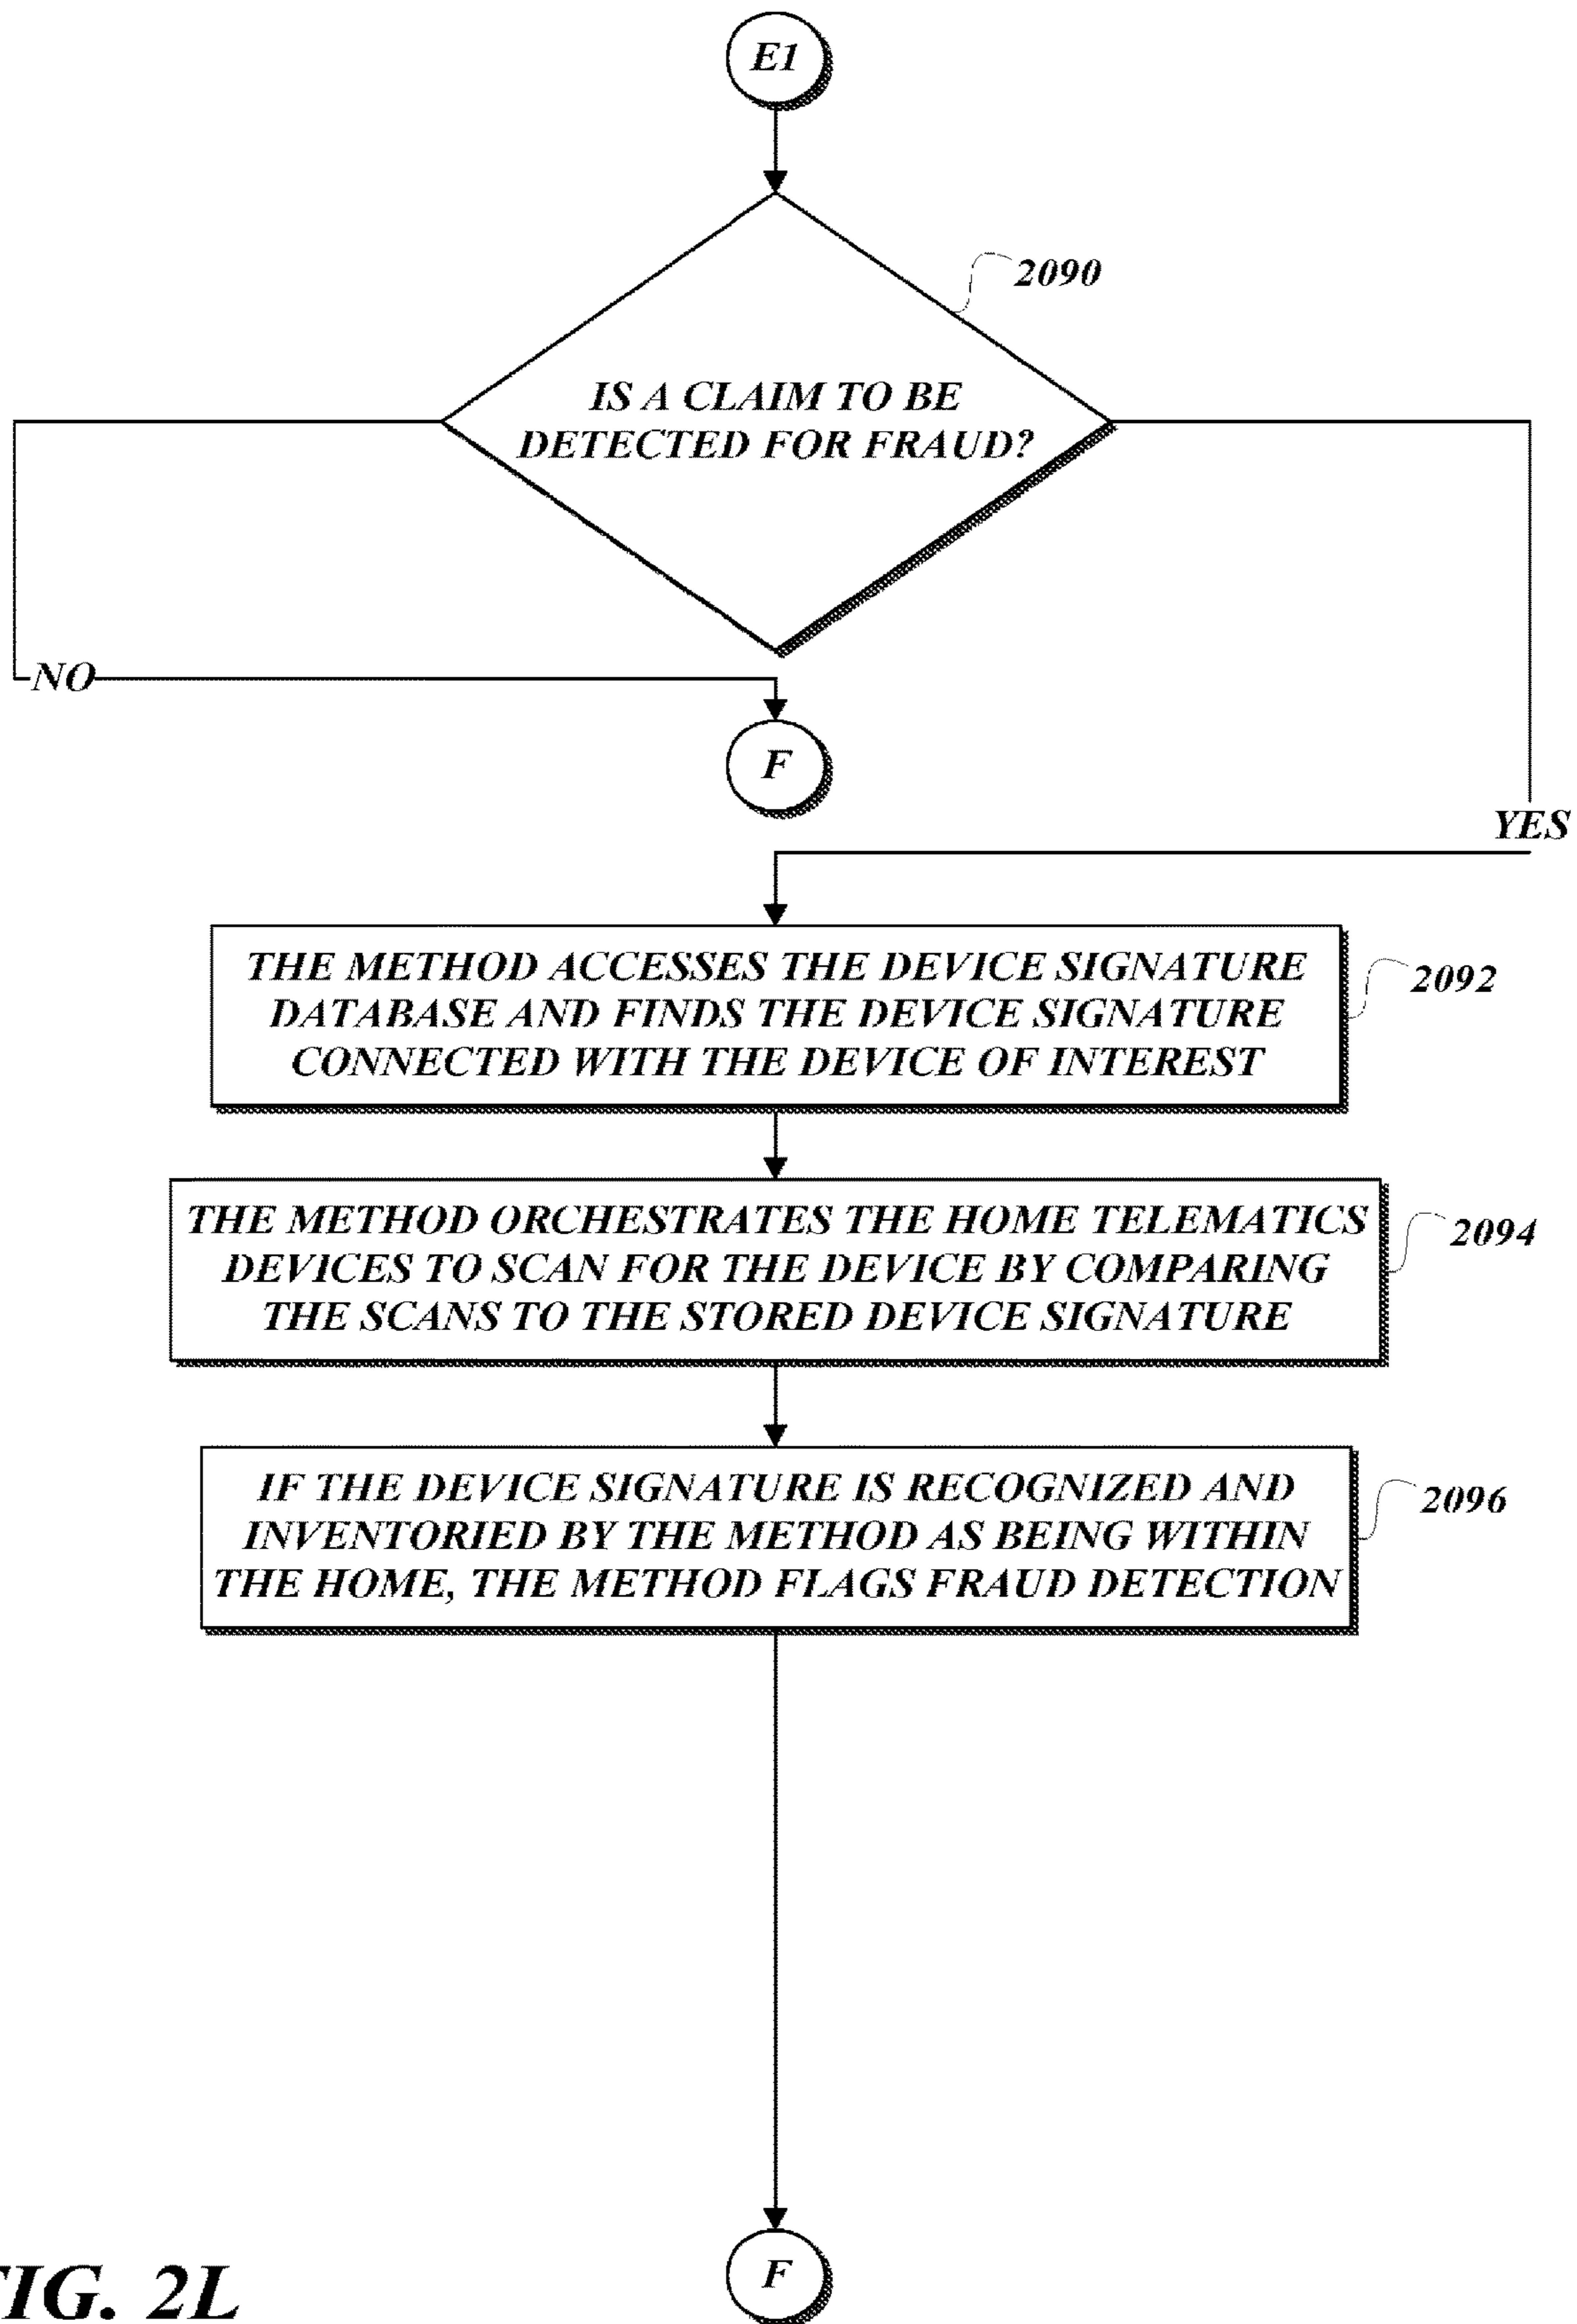 E1
2090
IS A CLAIM TO BE
DETECTED FOR FRAUD?
NO
F
YES
THE METHOD ACCESSES THE DEVICE SIGNATURE
DATABASE AND FINDS THE DEVICE SIGNATURE
CONNECTED WITH THE DEVICE OF INTEREST
2092
THE METHOD ORCHESTRATES THE HOME TELEMATICS
DEVICES TO SCAN FOR THE DEVICE BY COMPARING
THE SCANS TO THE STORED DEVICE SIGNATURE
2094
IF THE DEVICE SIGNATURE IS RECOGNIZED AND
INVENTORIED BY THE METHOD AS BEING WITHIN
THE HOME, THE METHOD FLAGS FRAUD DETECTION
2096
F
FIG. 2L